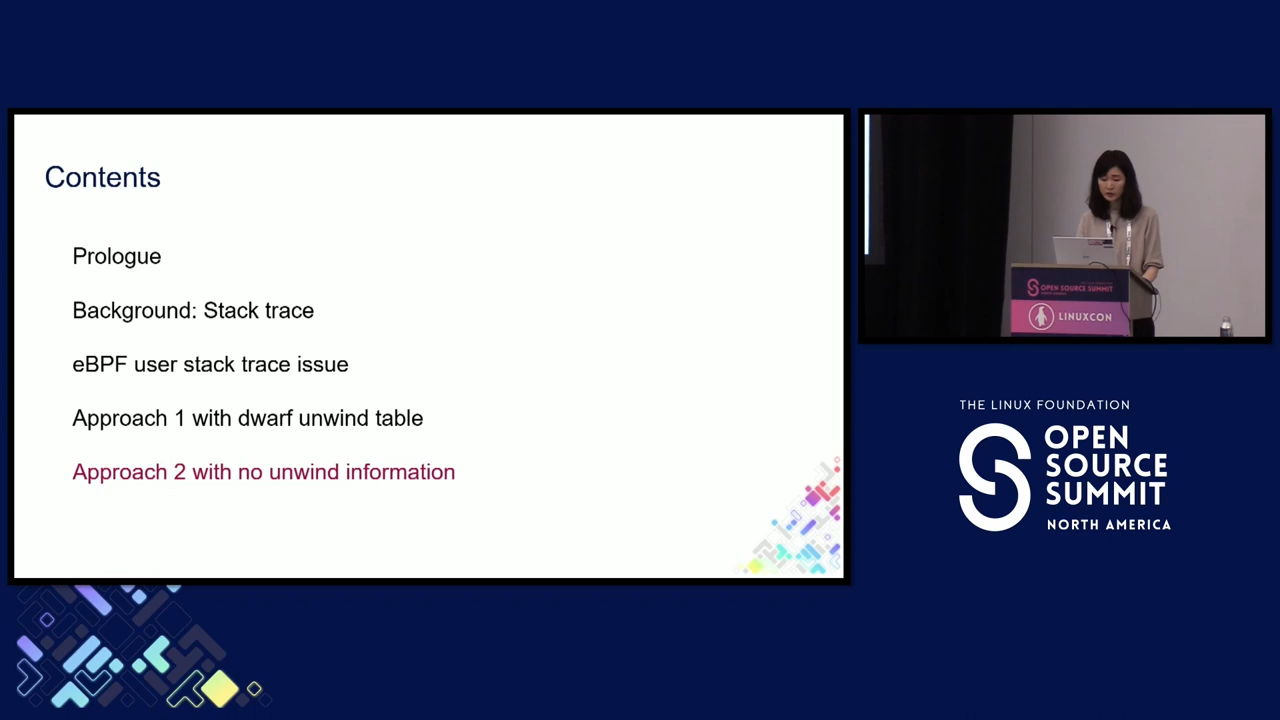 Contents
Prologue
Background: Stack trace
eBPF user stack trace issue
Approach 1 with dwarf unwind table
Approach 2 with no unwind information
OPEN SOURCE SUMMIT
LINUXCON
THE LINUX FOUNDATION
OPEN
SOURCE
SUMMIT
NORTH AMERICA